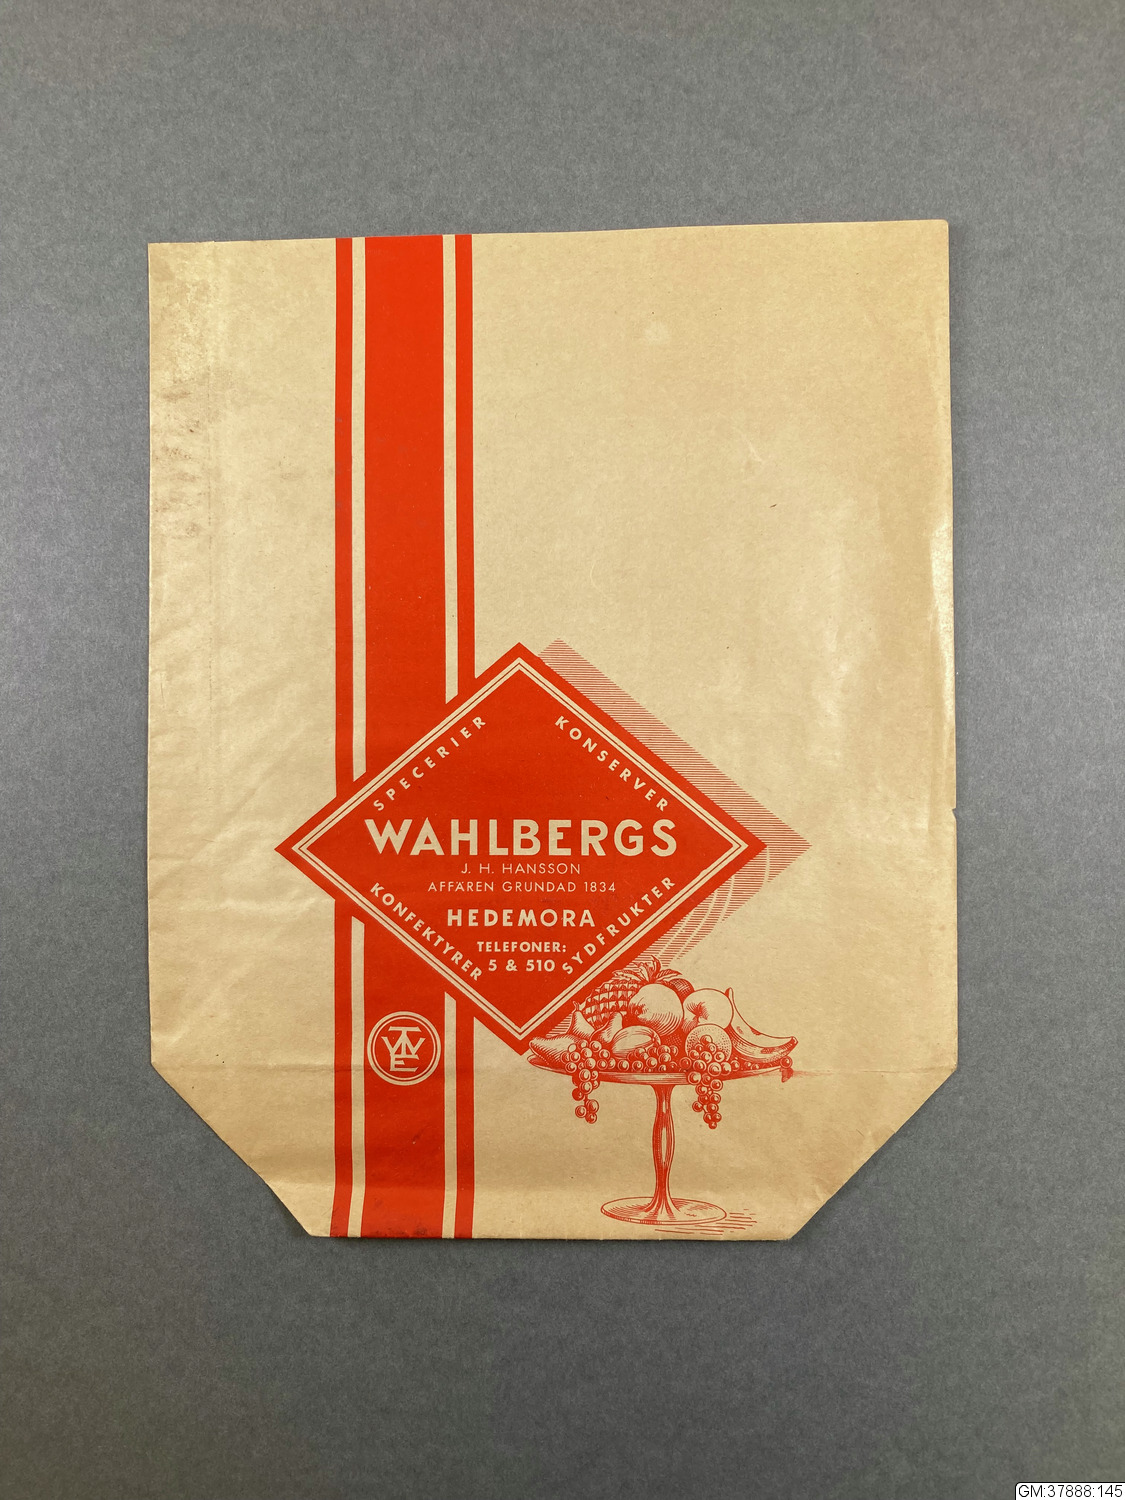 SPECERIER
KONSERVER
WAHLBERGS
J. H. HANSSON
AFFÄREN GRUNDAD 1834
HEDEMORA
TELEFONER:
5 & 510
KONFEKTYRER
SYDFRUKTER
GM:37888:145